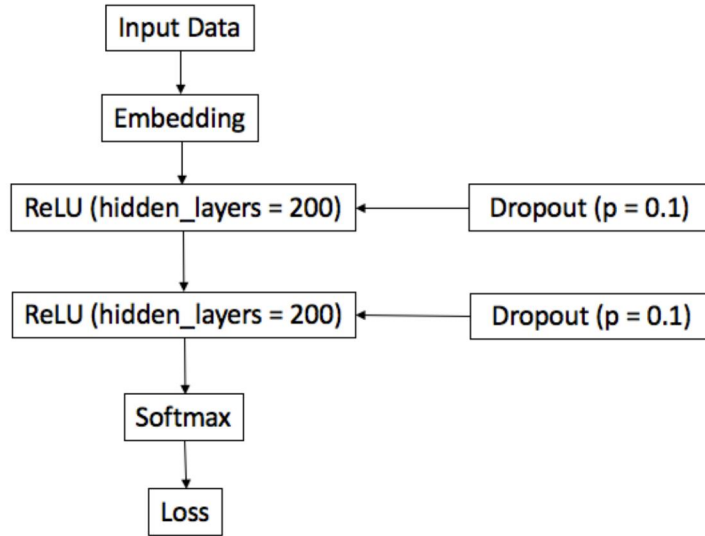 Input Data
Embedding
ReLU (hidden_layers = 200)
Dropout (p = 0.1)
ReLU (hidden_layers = 200)
Dropout (p = 0.1)
Softmax
Loss